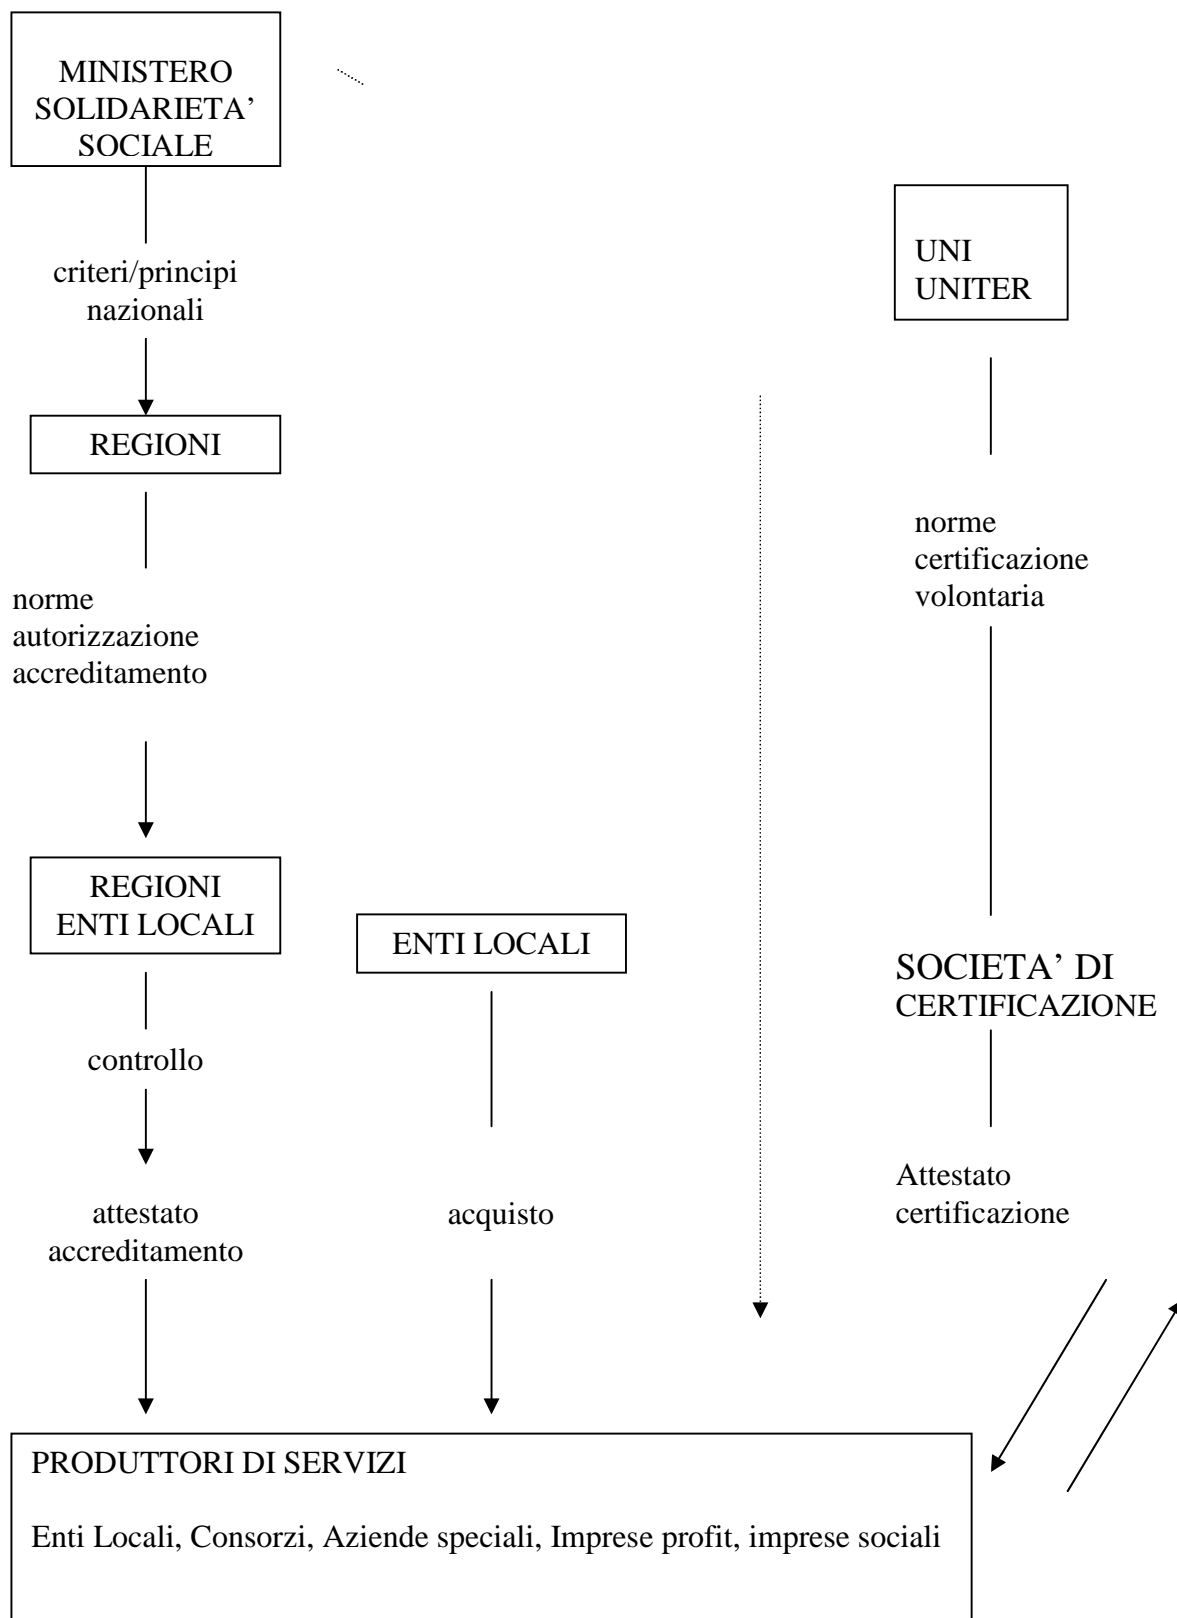 MINISTERO
SOLIDARIETA’
SOCIALE
criteri/principi
nazionali
REGIONI
norme
autorizzazione
accreditamento
REGIONI
ENTI LOCALI
controllo
attestato
accreditamento
ENTI LOCALI
acquisto
UNI
UNITER
norme
certificazione
volontaria
SOCIETA’ DI
CERTIFICAZIONE
Attestato
certificazione
PRODUTTORI DI SERVIZI
Enti Locali, Consorzi, Aziende speciali, Imprese profit, imprese sociali